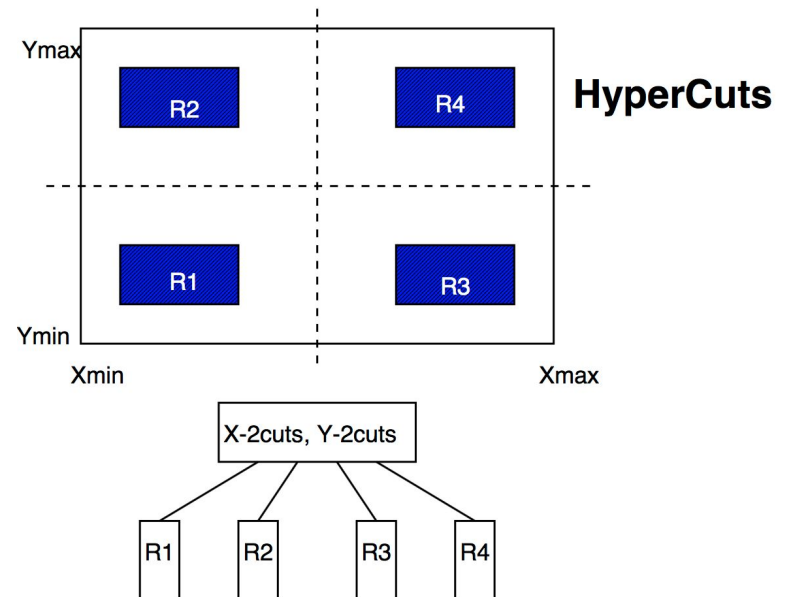 Ymax
R2
R4
HyperCuts
R1
R3
Ymin
Xmin
Xmax
X-2cuts, Y-2cuts
R1
R2
R3
R4